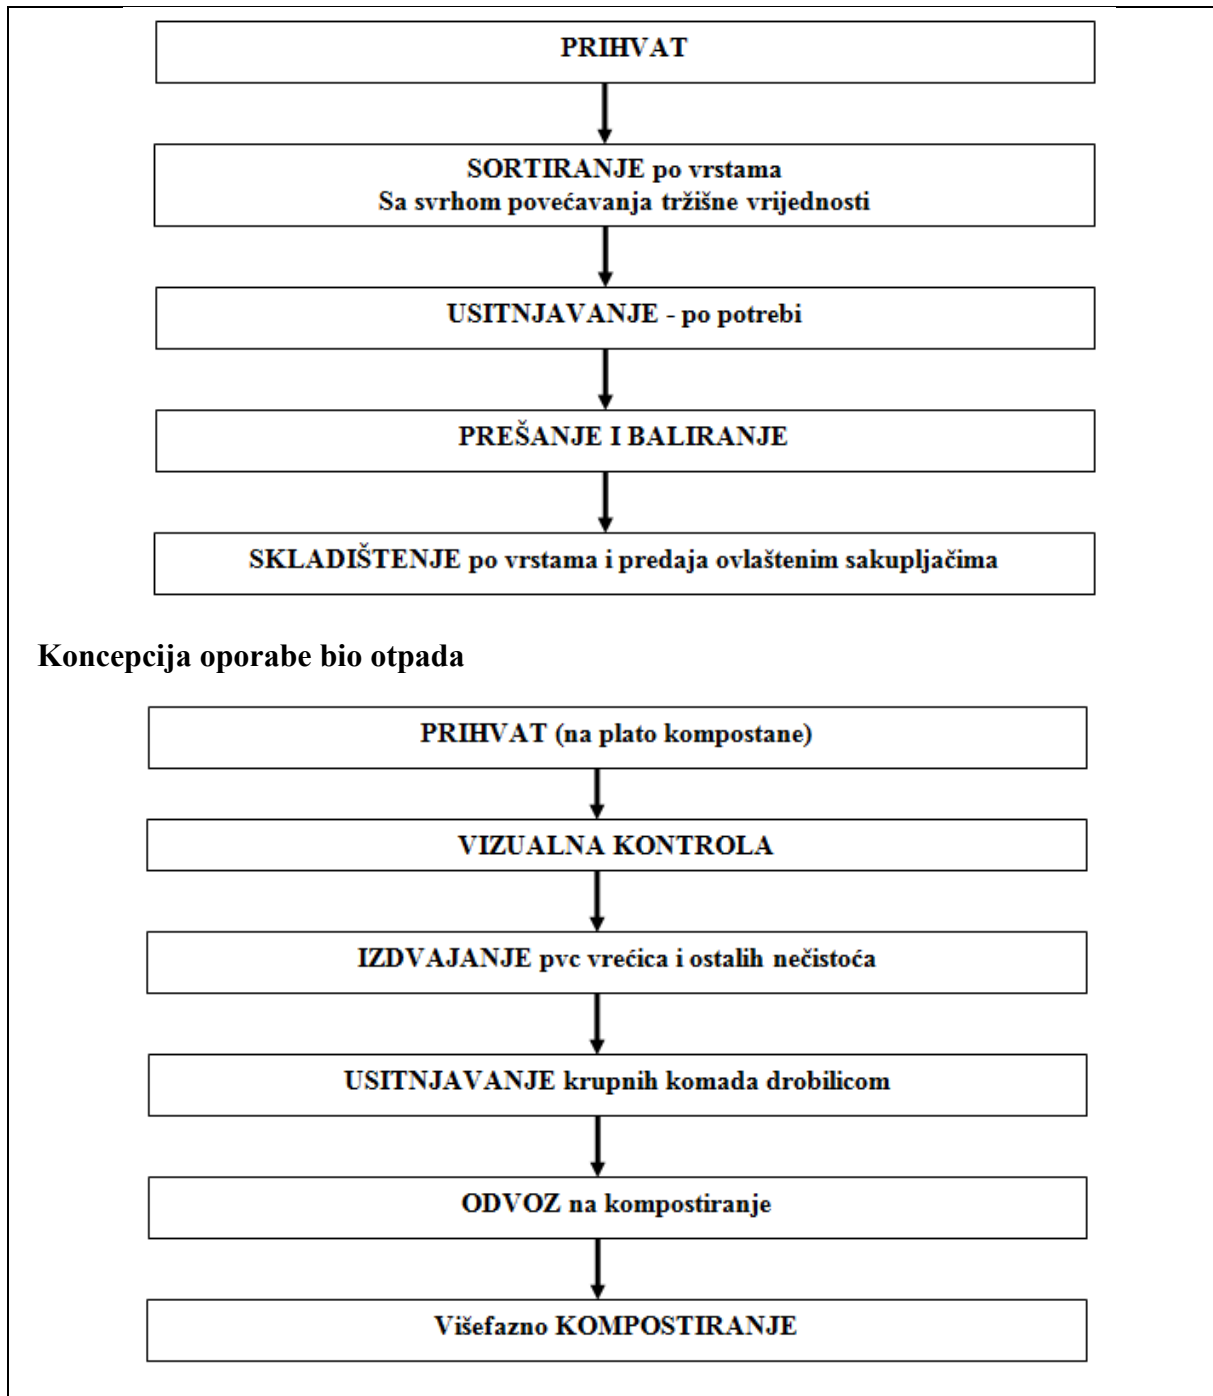 PRIHVAT
SORTIRANJE po vrstama
Sa svrhom povećavanja tržišne vrijednosti
USITNJAVANJE - po potrebi
PREŠANJE I BALIRANJE
SKLADIŠTENJE po vrstama i predaja ovlaštenim sakupljačima
Koncepcija oporabe bio otpada
PRIHVAT (na plato kompostane)
VIZUALNA KONTROLA
IZDVAJANJE pvc vrećica i ostalih nečistoća
USITNJAVANJE krupnih komada drobilicom
ODVOZ na kompostiranje
Višefazno KOMPOSTIRANJE